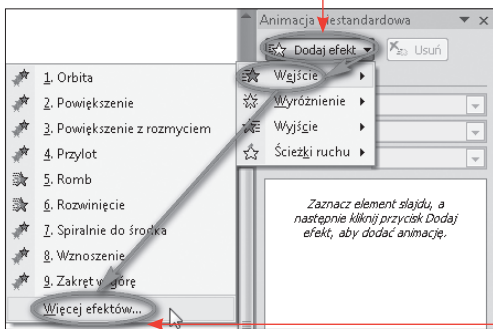 Animacja niestandardowa
Dodaj efekt
Usuń
Wejście
Wyróżnienie
Wyjście
Ścieżki ruchu
1. Orbita
2. Powiększenie
3. Powiększenie z rozmyciem
4. Przylot
5. Romb
6. Rozwinięcie
7. Spiralnie do środka
8. Wznoszenie
9. Zakręt w górę
Więcej efektów...
Zaznacz element slajdu, a
następnie kliknij przycisk Dodaj
efekt, aby dodać animację.